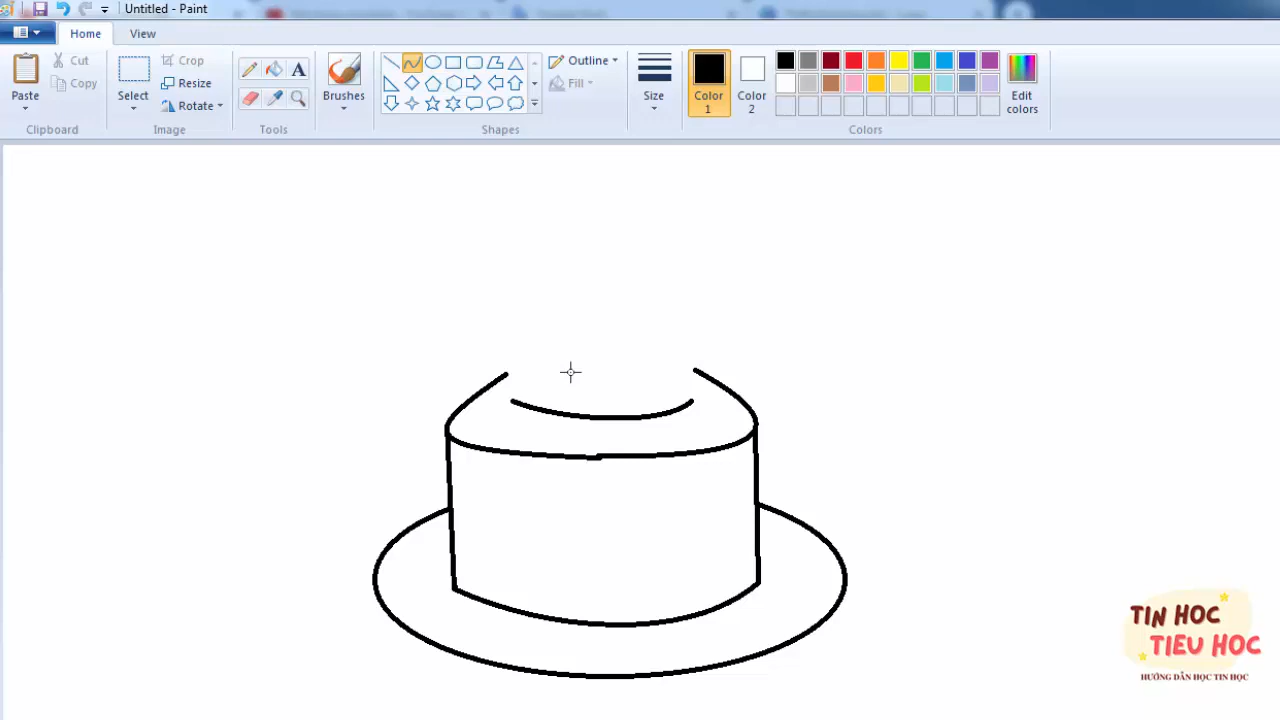 Untitled - Paint
Home
View
Paste
Cut
Copy
Clipboard
Select
Crop
Resize
Rotate
Image
A
Tools
Brushes
Shapes
Outline
Fill
Size
Color 1
Color 2
Edit colors
Colors
TIN HOC
TIEU HOC
HƯỚNG DẪN HỌC TIN HỌC